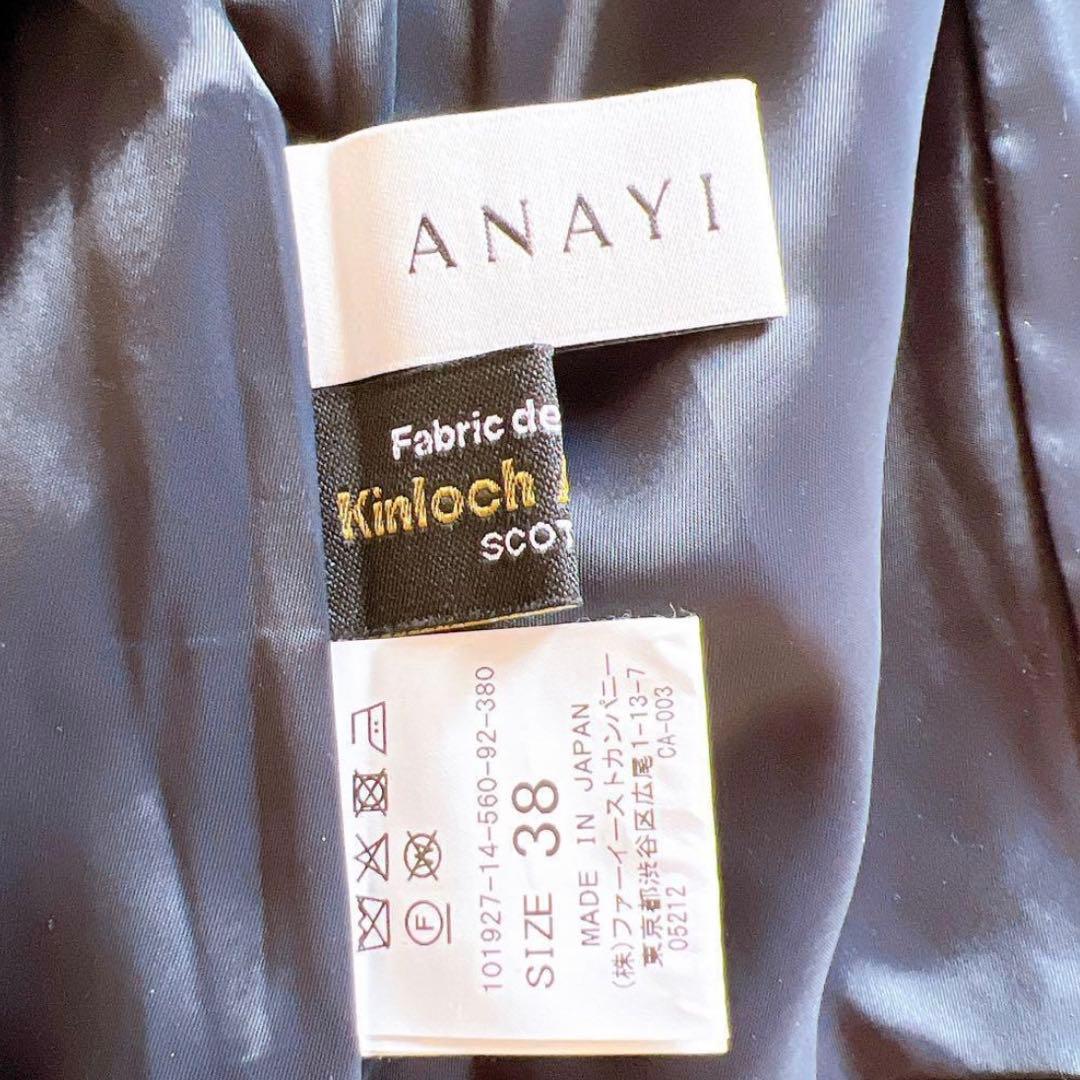 ANAYI
Fabric de
Kinloch
SCOT
101927-14-560-92-380
SIZE 38
MADE IN JAPAN
(株)ファーイーストカンパニー
東京都渋谷区広尾1-13-7
05212 CA-003
F